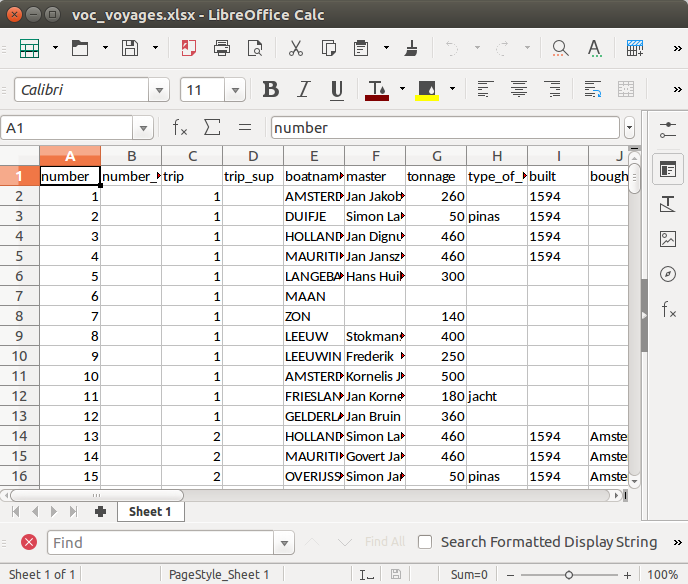 voc_voyages.xlsx - LibreOffice Calc
Calibri 11 B I U
A1 number
A B C D E F G H I J
1 number number_ trip trip_sup boatnam master tonnage type_of_ built bough
2 1 1 AMSTERD Jan Jakob 260 1594
3 2 1 DUIFJE Simon La 50 pinas 1594
4 3 1 HOLLAND Jan Dignu 460 1594
5 4 1 MAURITI Jan Jansz 460 1594
6 5 1 LANGEBA Hans Hui 300
7 6 1 MAAN
8 7 1 ZON 140
9 8 1 LEEUW Stokman 400
10 9 1 LEEUWIN Frederik 250
11 10 1 AMSTERD Kornelis J 500
12 11 1 FRIESLAN Jan Korne 180 jacht
13 12 1 GELDERLA Jan Bruin 360
14 13 2 HOLLAND Simon La 460 1594 Amste
15 14 2 MAURITI Govert Ja 460 1594 Amste
16 15 2 OVERIJSS Simon Ja 50 pinas 1594 Amste
Sheet 1
Find Find All Search Formatted Display String
Sheet 1 of 1 PageStyle_Sheet 1 Sum=0 100%